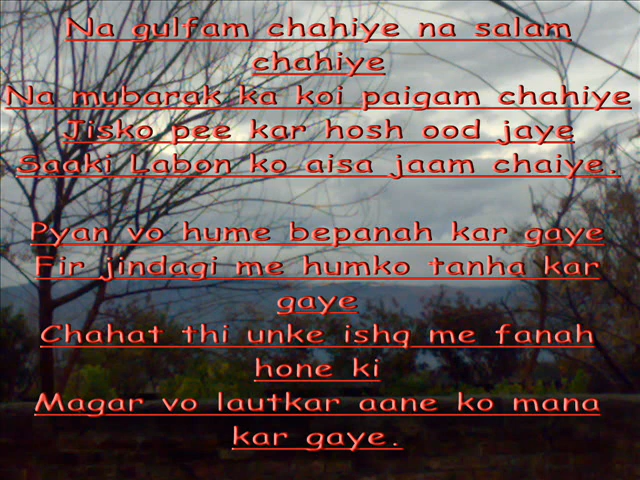 Na gulfam chahiye na salam
chahiye
Na mubarak ka koi paigam chahiye
Jisko pee kar hosh ood jaye
Saaki Labon ko aisa jaam chaiye.
Pyan vo hume bepanah kar gaye
Fir jindagi me humko tanha kar
gaye
Chahat thi unke ishq me fanah
hone ki
Magar vo lautkar aane ko mana
kar gaye.